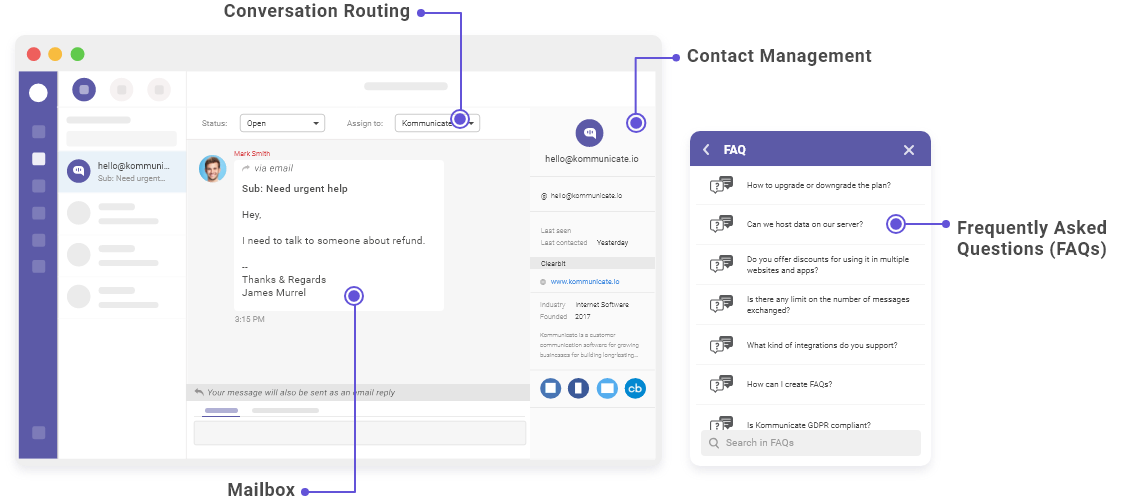 Conversation Routing
Contact Management
Status:
Open
Assign to:
Kommunicate
hello@kommuni...
Sub: Need urgent...
Mark Smith
via email
Sub: Need urgent help
Hey,
I need to talk to someone about refund.
--
Thanks & Regards
James Murrel
3:15 PM
Your message will also be sent as an email reply
hello@kommunicate.io
@ hello@kommunicate.io
Last seen
Last contacted Yesterday
Clearbit
www.kommunicate.io
Industry Internet Software
Founded 2017
Kommunicate is a customer
communication software for growing
businesses for building long-lasting...
cb
FAQ
How to upgrade or downgrade the plan?
Can we host data on our server?
Do you offer discounts for using it in multiple
websites and apps?
Is there any limit on the number of messages
exchanged?
What kind of integrations do you support?
How can I create FAQs?
Is Kommunicate GDPR compliant?
Search in FAQs
Frequently Asked
Questions (FAQs)
Mailbox